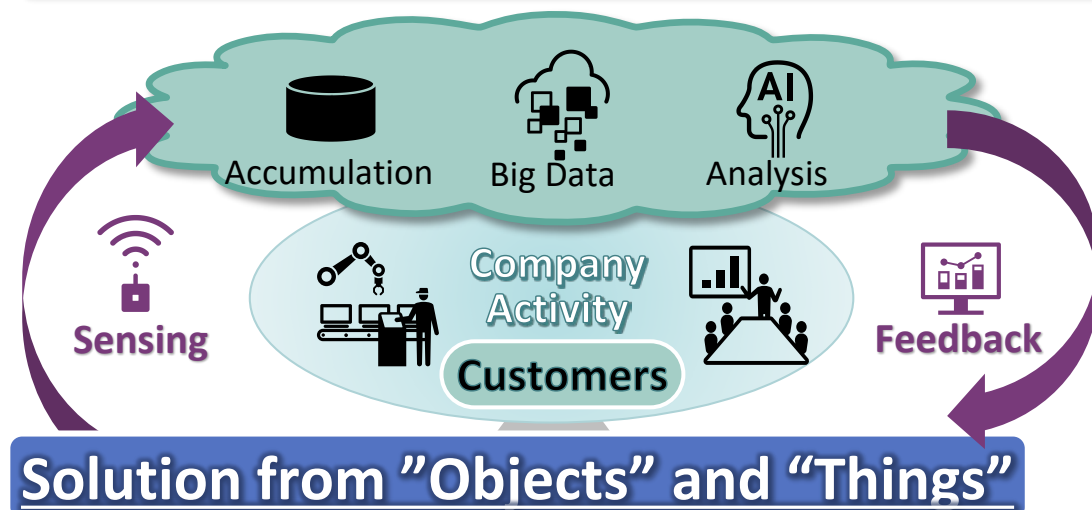 AI
Accumulation
Big Data
Analysis
Company
Activity
Sensing
Feedback
Customers
Solution from ”Objects” and “Things”